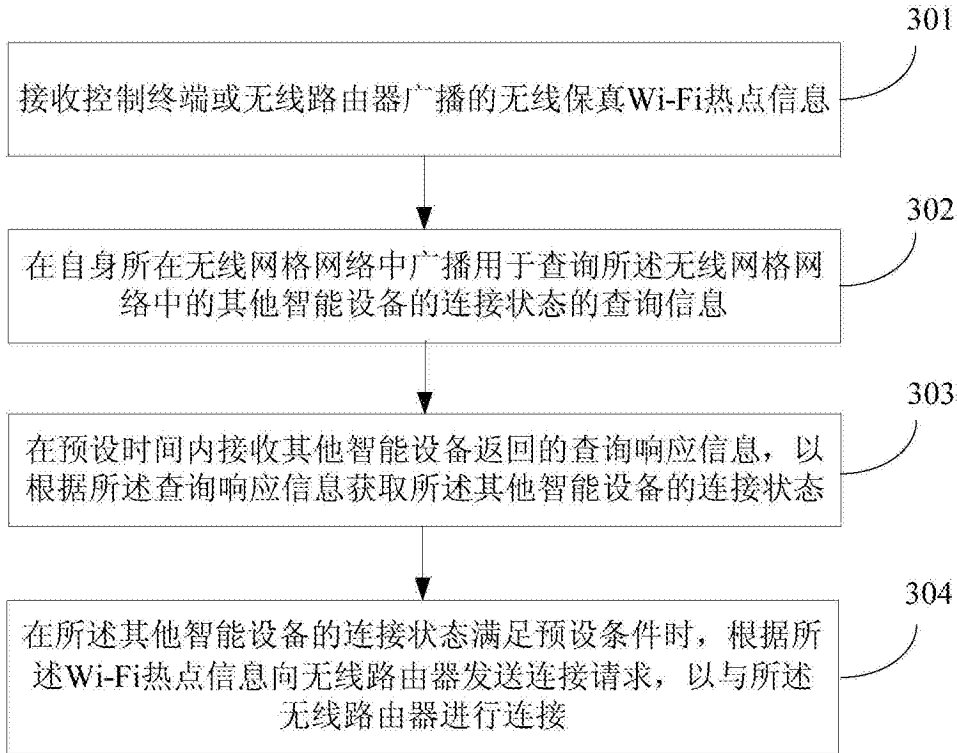 301
接收控制终端或无线路由器广播的无线保真Wi-Fi热点信息
302
在自身所在无线网格网络中广播用于查询所述无线网格网
络中的其他智能设备的连接状态的查询信息
303
在预设时间内接收其他智能设备返回的查询响应信息，以
根据所述查询响应信息获取所述其他智能设备的连接状态
304
在所述其他智能设备的连接状态满足预设条件时，根据所
述Wi-Fi热点信息向无线路由器发送连接请求，以与所述
无线路由器进行连接